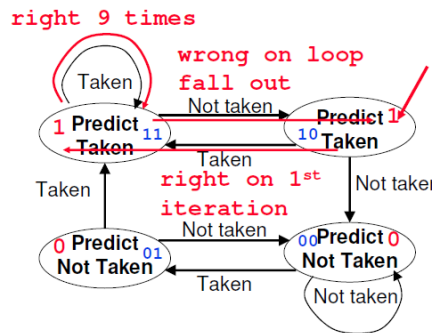 right 9 times
wrong on loop
fall out
Taken
Not taken
1 Predict 11 Taken
Predict 1 10 Taken
Taken
right on 1st
iteration
Taken
Not taken
0 Predict 01 Not Taken
Not taken
00 Predict 0 Not Taken
Taken
Not taken